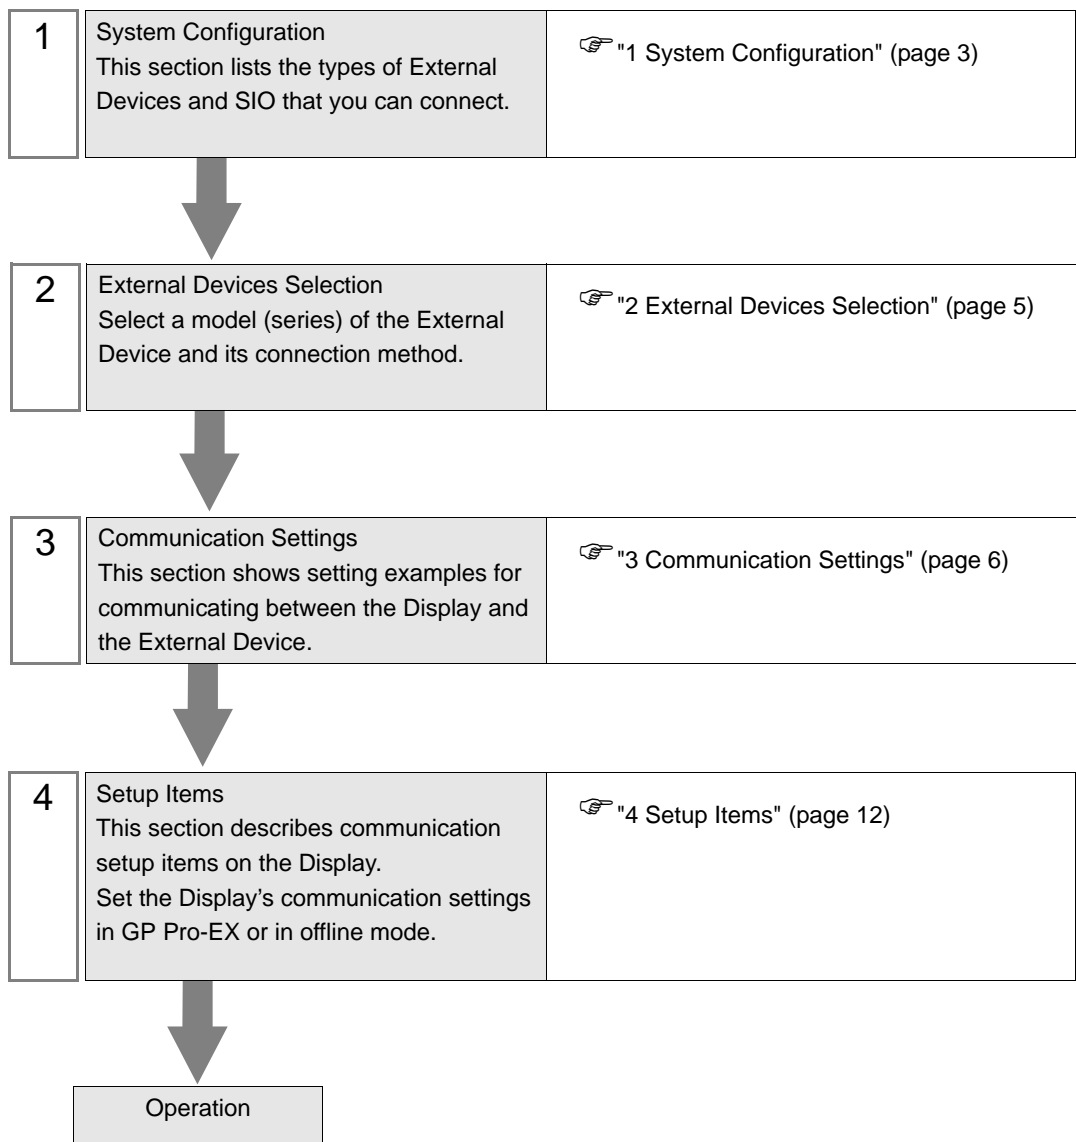 1
System Configuration
This section lists the types of External
Devices and SIO that you can connect.
"1 System Configuration" (page 3)
2
External Devices Selection
Select a model (series) of the External
Device and its connection method.
"2 External Devices Selection" (page 5)
3
Communication Settings
This section shows setting examples for
communicating between the Display and
the External Device.
"3 Communication Settings" (page 6)
4
Setup Items
This section describes communication
setup items on the Display.
Set the Display's communication settings
in GP Pro-EX or in offline mode.
"4 Setup Items" (page 12)
Operation